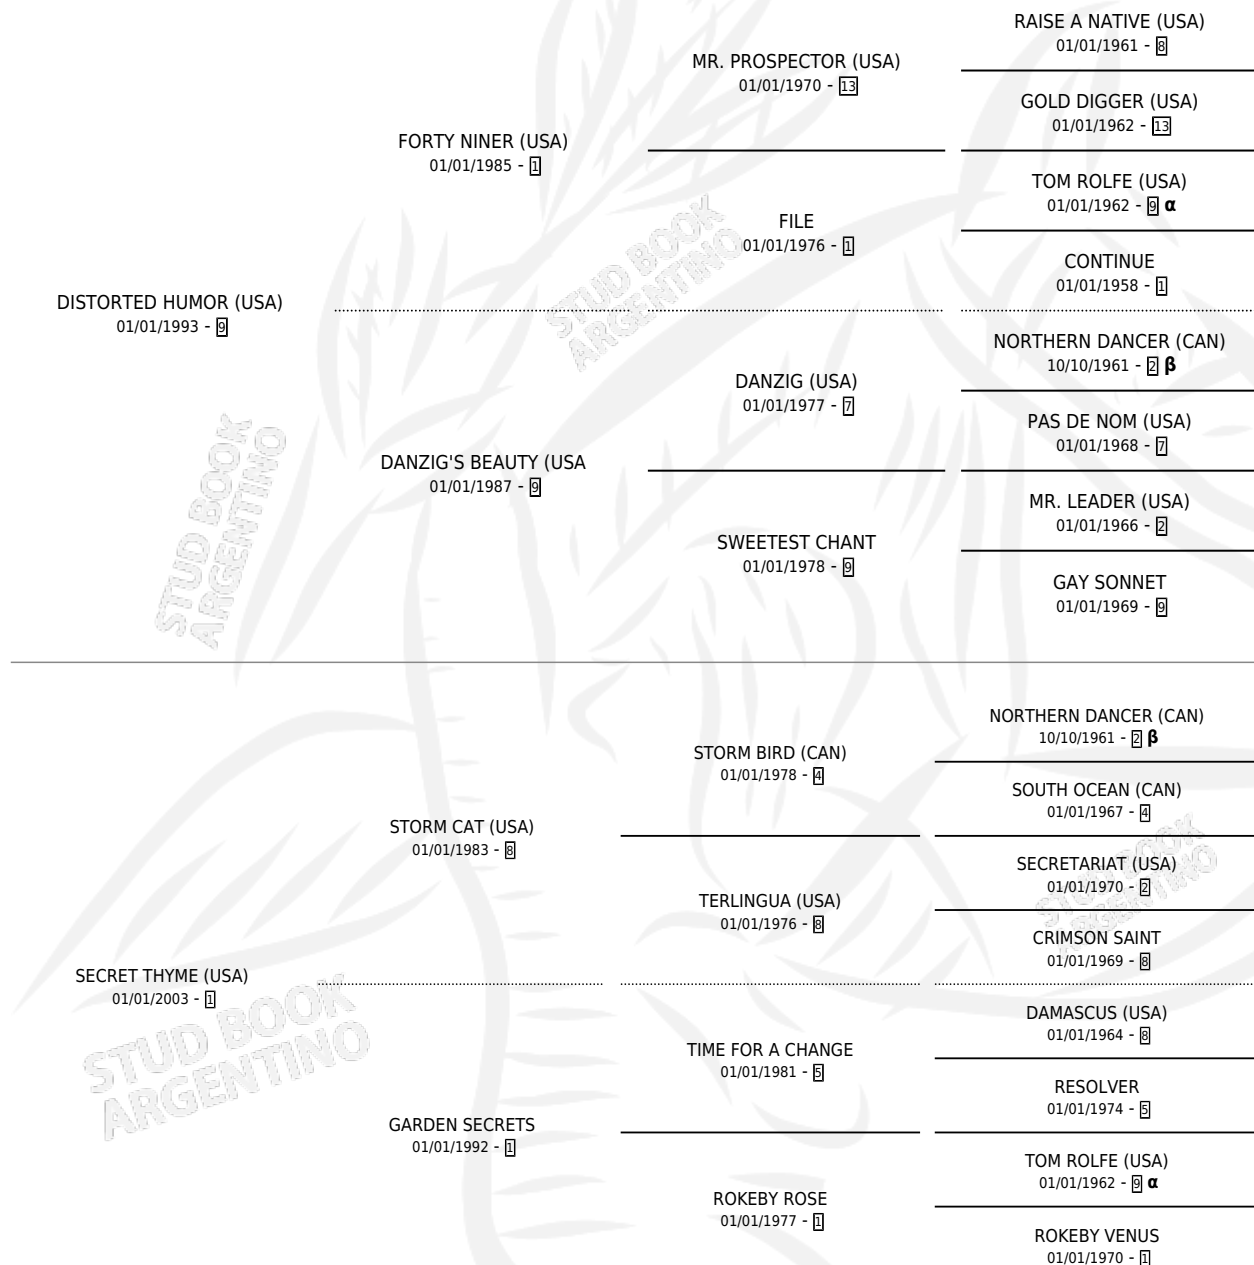 RAISE A NATIVE (USA)
01/01/1961 - 8
MR. PROSPECTOR (USA)
01/01/1970 - 13
GOLD DIGGER (USA)
01/01/1962 - 13
FORTY NINER (USA)
01/01/1985 - 1
TOM ROLFE (USA)
01/01/1962 - 9 α
FILE
01/01/1976 - 1
CONTINUE
01/01/1958 - 1
DISTORTED HUMOR (USA)
01/01/1993 - 9
NORTHERN DANCER (CAN)
10/10/1961 - 2 β
DANZIG (USA)
01/01/1977 - 7
PAS DE NOM (USA)
01/01/1968 - 7
DANZIG'S BEAUTY (USA
01/01/1987 - 9
MR. LEADER (USA)
01/01/1966 - 2
SWEETEST CHANT
01/01/1978 - 9
GAY SONNET
01/01/1969 - 9
STUD BOOK
ARGENTINO
STUD BOOK
ARGENTINO
NORTHERN DANCER (CAN)
10/10/1961 - 2 β
STORM BIRD (CAN)
01/01/1978 - 4
SOUTH OCEAN (CAN)
01/01/1967 - 4
STORM CAT (USA)
01/01/1983 - 8
SECRETARIAT (USA)
01/01/1970 - 2
TERLINGUA (USA)
01/01/1976 - 8
CRIMSON SAINT
01/01/1969 - 8
SECRET THYME (USA)
01/01/2003 - 1
DAMASCUS (USA)
01/01/1964 - 8
TIME FOR A CHANGE
01/01/1981 - 5
RESOLVER
01/01/1974 - 5
GARDEN SECRETS
01/01/1992 - 1
TOM ROLFE (USA)
01/01/1962 - 9 α
ROKEBY ROSE
01/01/1977 - 1
ROKEBY VENUS
01/01/1970 - 1
STUD BOOK
ARGENTINO
STUD BOOK
ARGENTINO